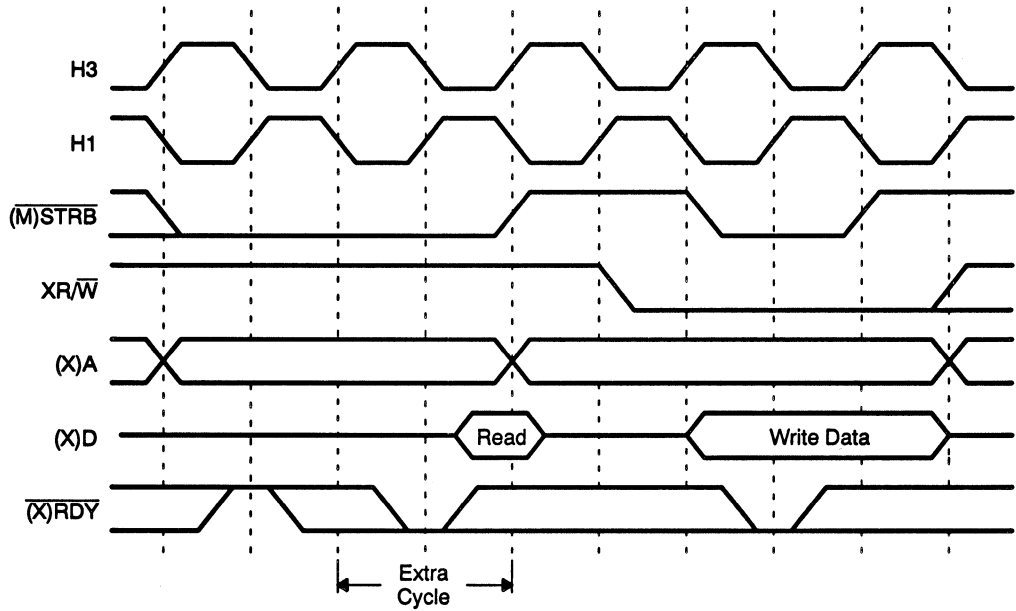 H3
H1
(M)STRB
XR/W
(X)A
(X)D
Read
Write Data
(X)RDY
Extra
Cycle